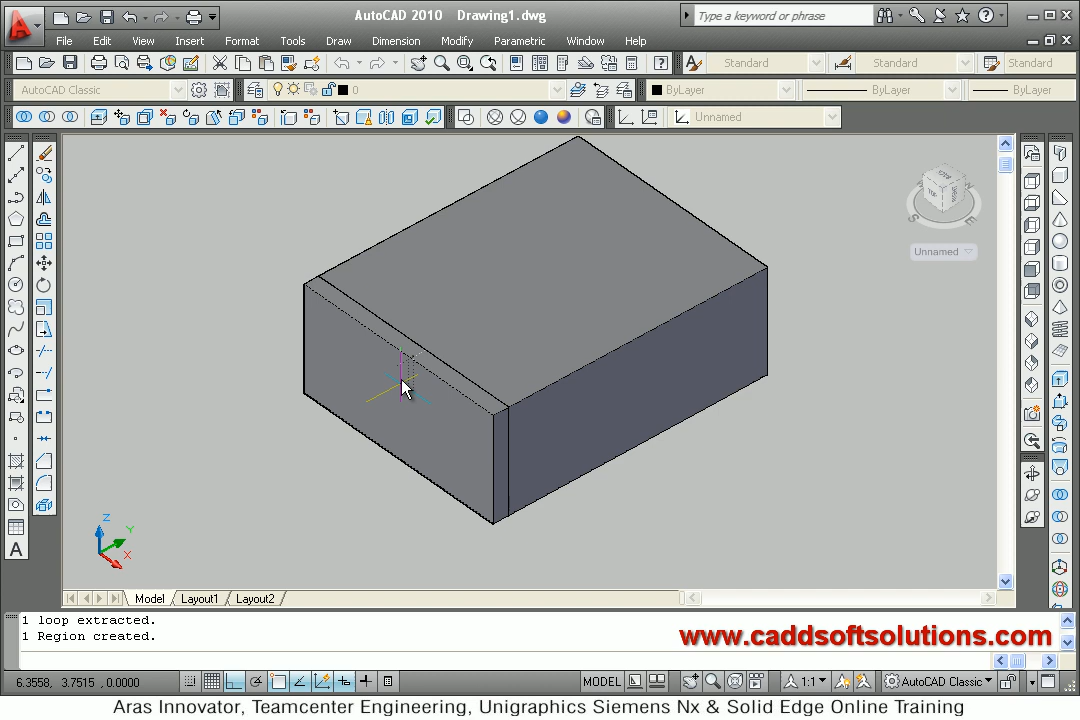 AutoCAD 2010 Drawing1.dwg
Type a keyword or phrase
File Edit View Insert Format Tools Draw Dimension Modify Parametric Window Help
Standard Standard Standard
AutoCAD Classic 0 ByLayer ByLayer ByLayer
Unnamed
TOP
S
Unnamed
Z
Y
X
Model Layout1 Layout2
1 loop extracted.
1 Region created.
www.caddsoftsolutions.com
6.3558, 3.7515 , 0.0000 MODEL 1:1 AutoCAD Classic
Aras Innovator, Teamcenter Engineering, Unigraphics Siemens Nx & Solid Edge Online Training